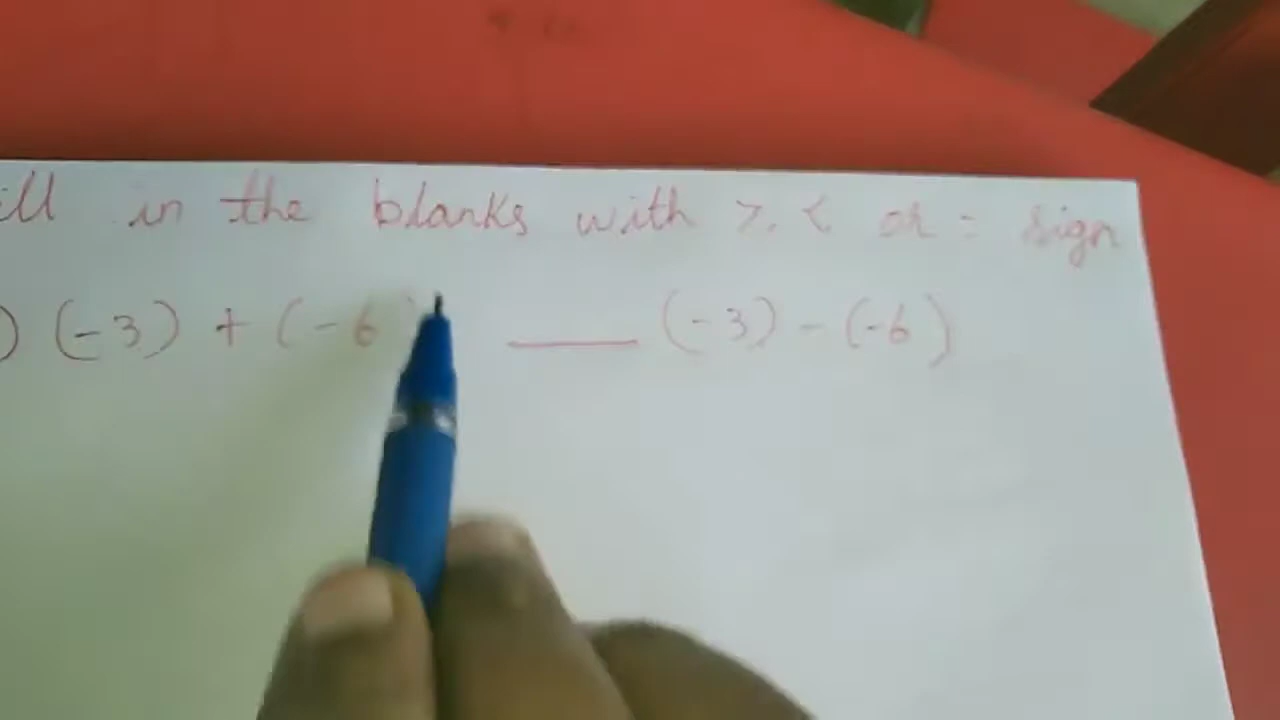 ill in the blanks with >, < or = sign
) (-3) + (-6) ____ (-3) - (-6)